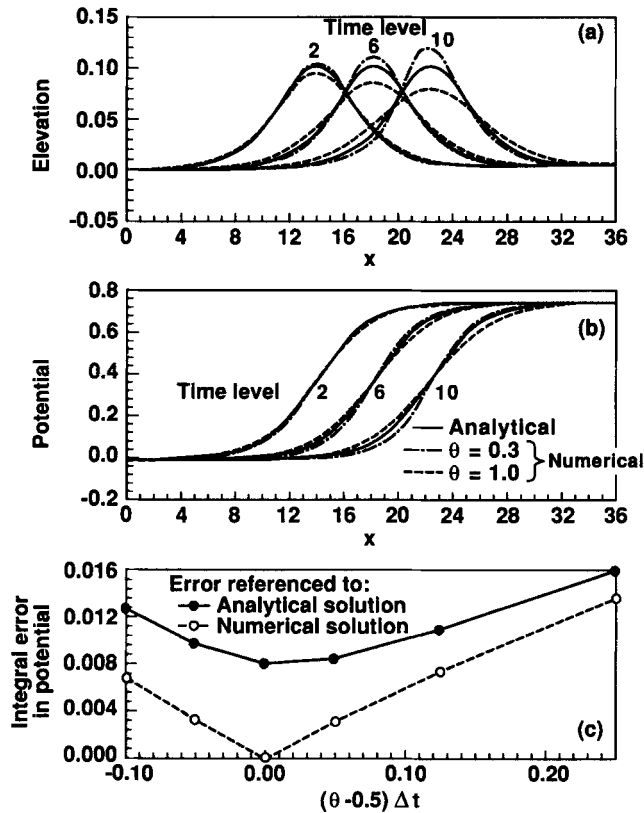 Time level
(a)
2
6
10
0.15
0.10
0.05
0.00
-0.05
Elevation
0 4 8 12 16 20 24 28 32 36
x
0.8
0.6
0.4
0.2
0.0
-0.2
Potential
(b)
Time level
2
6
10
Analytical
θ = 0.3
θ = 1.0
Numerical
0 4 8 12 16 20 24 28 32 36
x
0.016
0.012
0.008
0.004
0.000
Integral error
in potential
Error referenced to:
Analytical solution
Numerical solution
(c)
-0.10 0.00 0.10 0.20
(θ -0.5) Δt